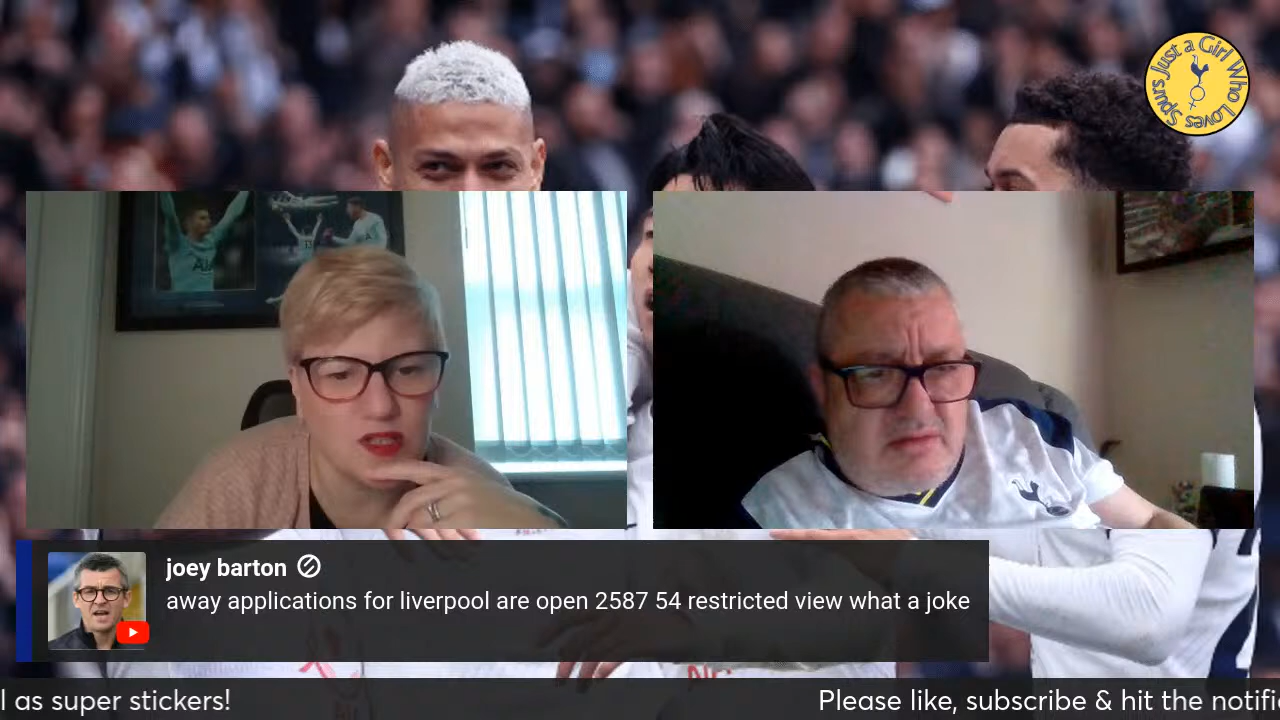 Just a Girl Who Loves Spurs
joey barton
away applications for liverpool are open 2587 54 restricted view what a joke
l as super stickers!
Please like, subscribe & hit the notifi